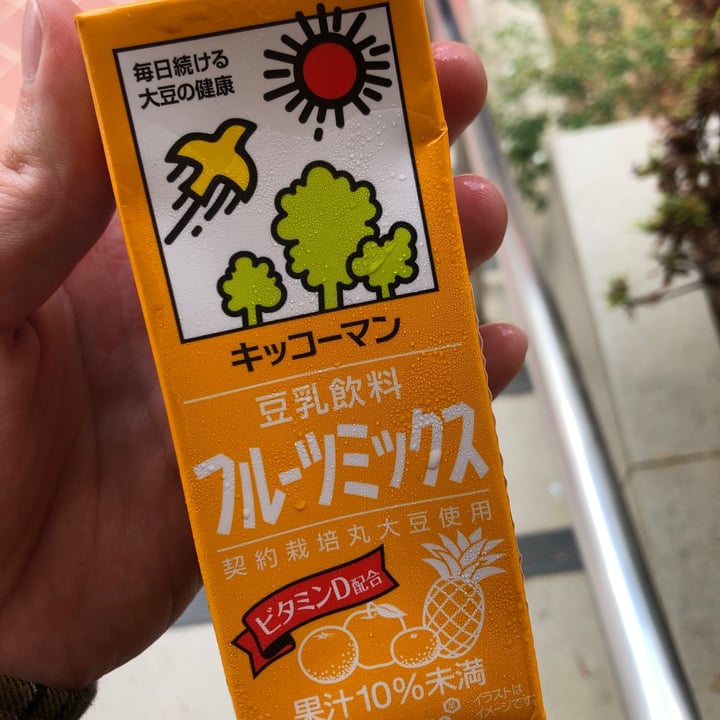 毎日続ける
大豆の健康
キッコーマン
豆乳飲料
フルーツミックス
契約栽培丸大豆使用
ビタミンD配合
果汁10%未満
イラストは
イメージです。